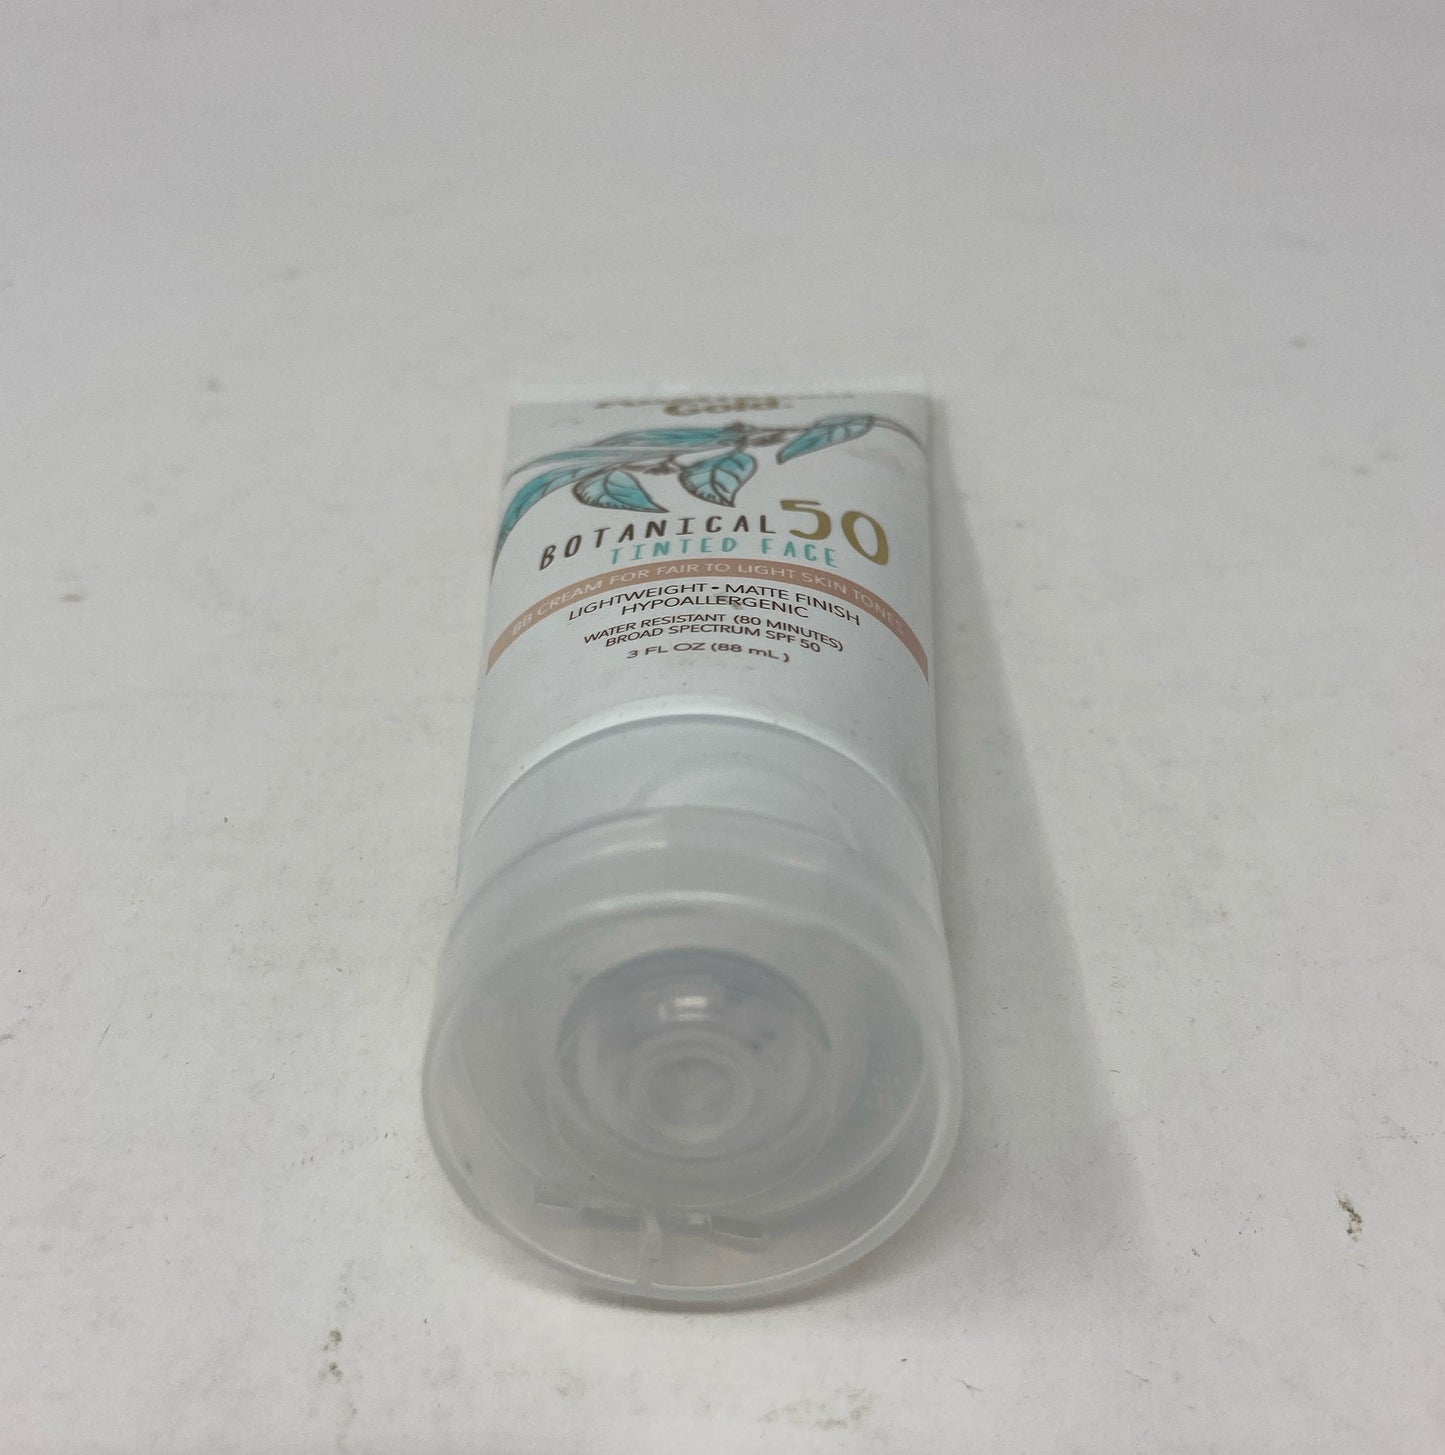 Gold
BOTANICAL 50
TINTED FACE
BB CREAM FOR FAIR TO LIGHT SKIN TONES
LIGHTWEIGHT • MATTE FINISH
HYPOALLERGENIC
WATER RESISTANT (80 MINUTES)
BROAD SPECTRUM SPF 50
3 FL OZ (88 mL)